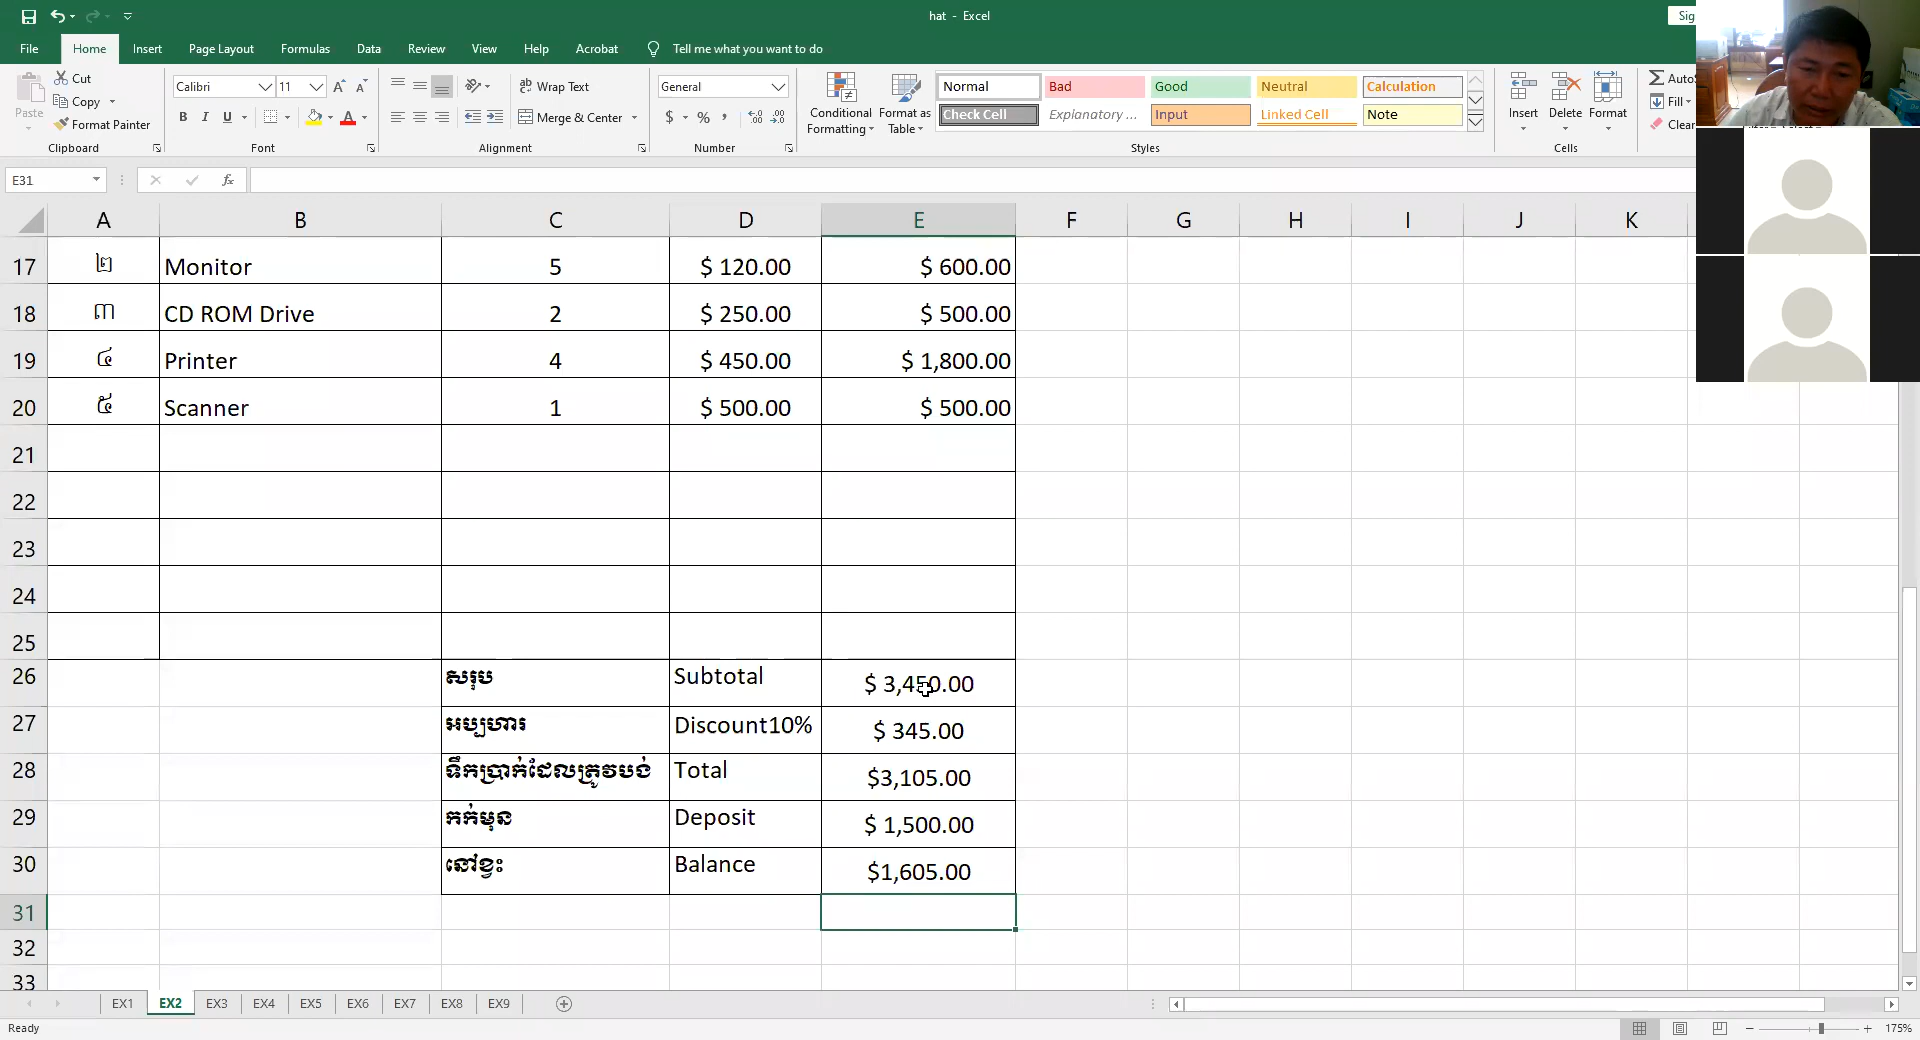 hat - Excel
Sig
File Home Insert Page Layout Formulas Data Review View Help Acrobat Tell me what you want to do
Paste
Cut
Copy
Format Painter
Clipboard
Calibri 11
Font
Wrap Text
Merge & Center
Alignment
General
$ % ,
Number
Conditional Formatting
Format as Table
Normal Bad Good Neutral Calculation
Check Cell Explanatory ... Input Linked Cell Note
Styles
Insert Delete Format
Cells
Auto
Fill
Clear
E31
fx
A B C D E F G H I J K
17 ២ Monitor 5 $ 120.00 $ 600.00
18 ៣ CD ROM Drive 2 $ 250.00 $ 500.00
19 ៤ Printer 4 $ 450.00 $ 1,800.00
20 ៥ Scanner 1 $ 500.00 $ 500.00
21
22
23
24
25
26 សរុប Subtotal $ 3,450.00
27 អប្បហារ Discount10% $ 345.00
28 ទឹកប្រាក់ដែលត្រូវបង់ Total $3,105.00
29 កក់មុន Deposit $ 1,500.00
30 នៅខ្វះ Balance $1,605.00
31
32
33
EX1 EX2 EX3 EX4 EX5 EX6 EX7 EX8 EX9
Ready
175%